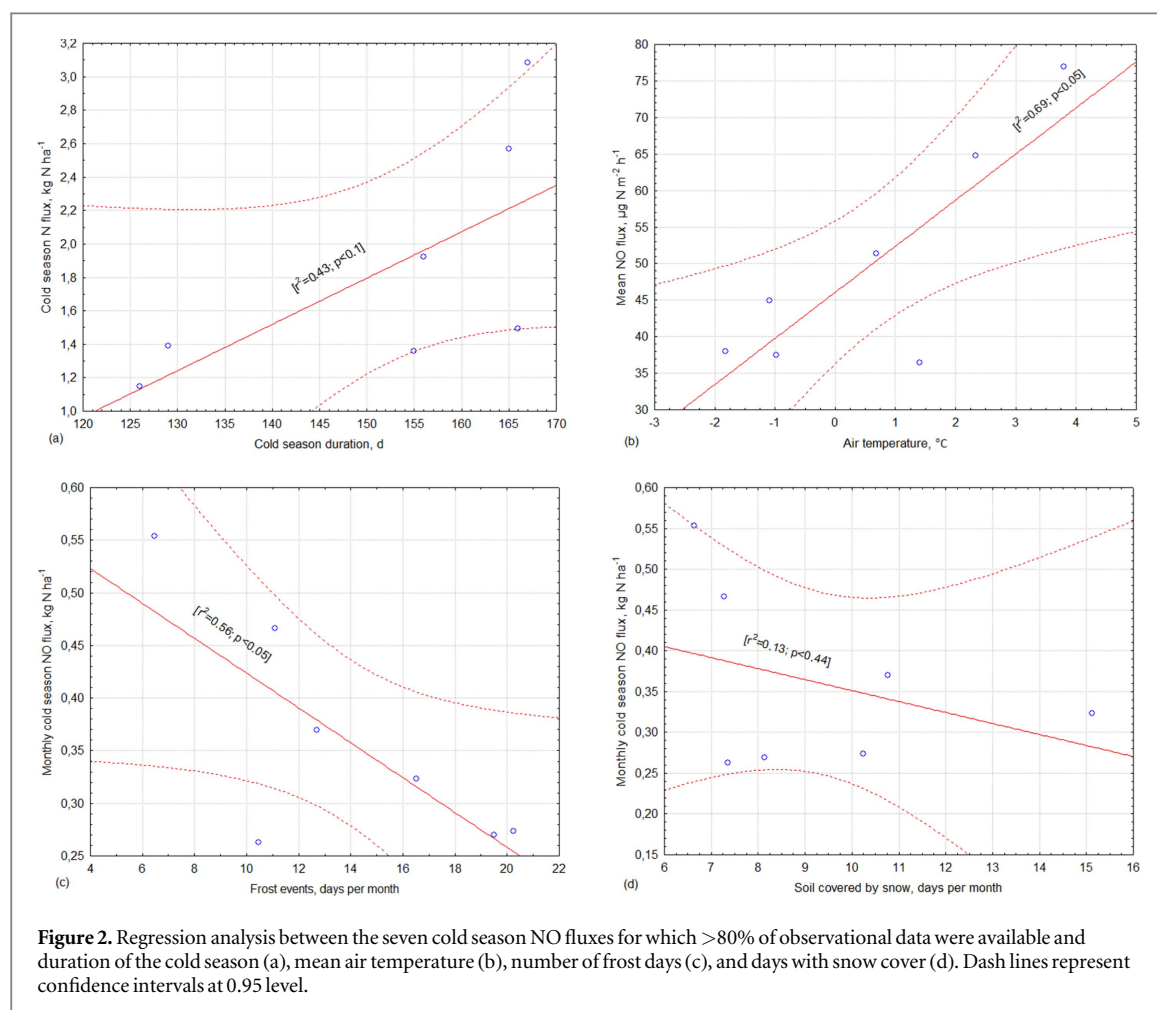 3,2
3,0
2,8
2,6
2,4
2,2
2,0
1,8
1,6
1,4
1,2
1,0
120 125 130 135 140 145 150 155 160 165 170
Cold season N flux, kg N ha-1
[r2=0.43; p<0.1]
(a) Cold season duration, d
80
75
70
65
60
55
50
45
40
35
30
-3 -2 -1 0 1 2 3 4 5
Mean NO flux, µg N m-2 h-1
[r2=0.69; p<0.05]
(b) Air temperature, °C
0,60
0,55
0,50
0,45
0,40
0,35
0,30
0,25
4 6 8 10 12 14 16 18 20 22
Monthly cold season NO flux, kg N ha-1
[r2=0.56; p<0.05]
(c) Frost events, days per month
0,60
0,55
0,50
0,45
0,40
0,35
0,30
0,25
0,20
0,15
6 7 8 9 10 11 12 13 14 15 16
Monthly cold season NO flux, kg N ha-1
[r2=0.13; p<0.44]
(d) Soil covered by snow, days per month
Figure 2. Regression analysis between the seven cold season NO fluxes for which >80% of observational data were available and
duration of the cold season (a), mean air temperature (b), number of frost days (c), and days with snow cover (d). Dash lines represent
confidence intervals at 0.95 level.